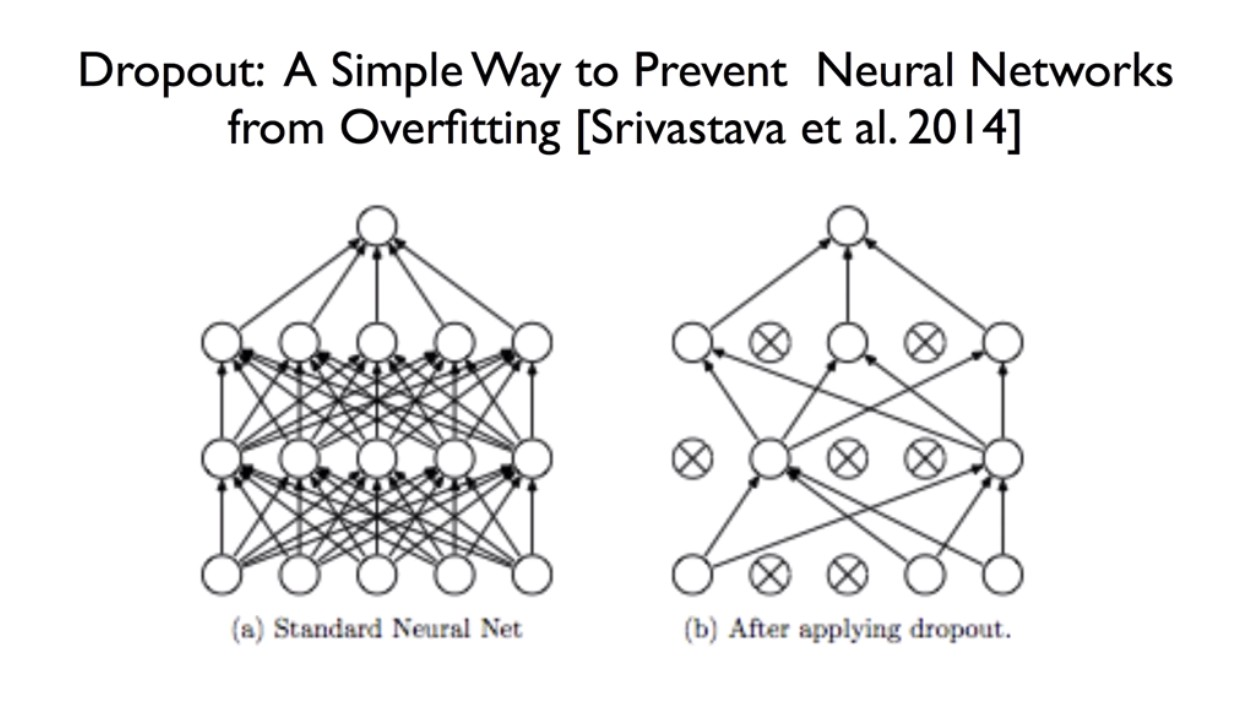 Dropout: A Simple Way to Prevent Neural Networks
from Overfitting [Srivastava et al. 2014]
(a) Standard Neural Net
(b) After applying dropout.